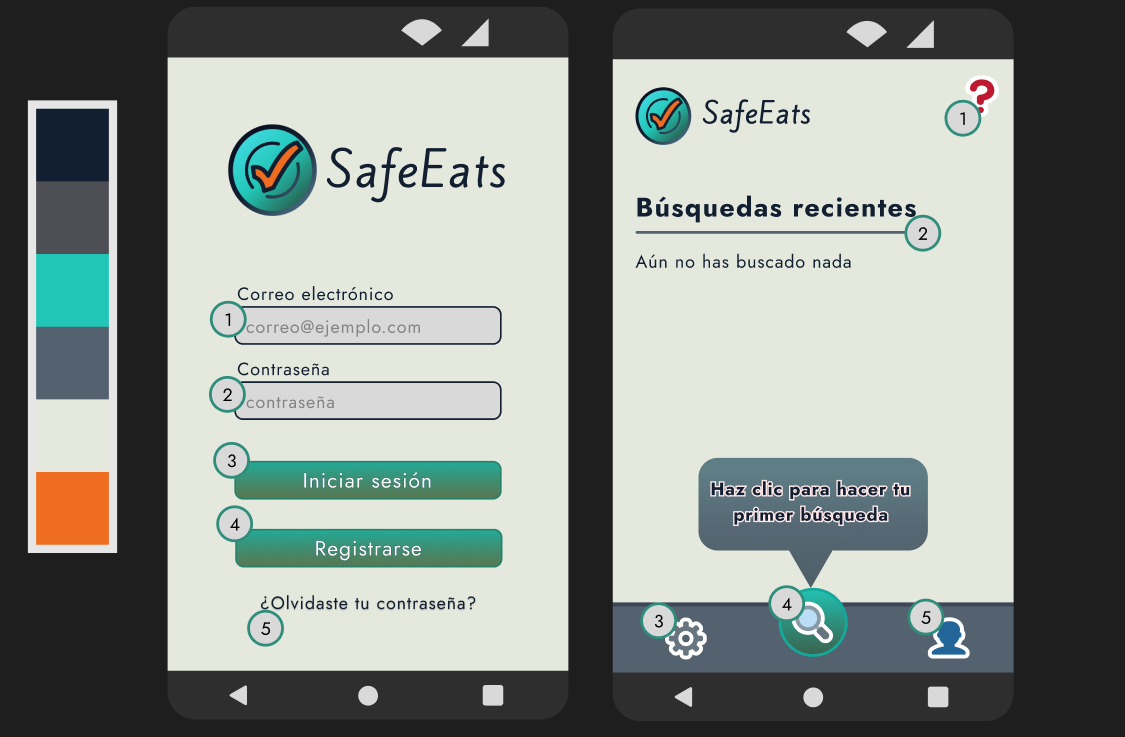 SafeEats
Correo electrónico
1
correo@ejemplo.com
Contraseña
2
contraseña
3
Iniciar sesión
4
Registrarse
¿Olvidaste tu contraseña?
5
SafeEats
?
1
Búsquedas recientes
2
Aún no has buscado nada
Haz clic para hacer tu
primer búsqueda
3
4
5